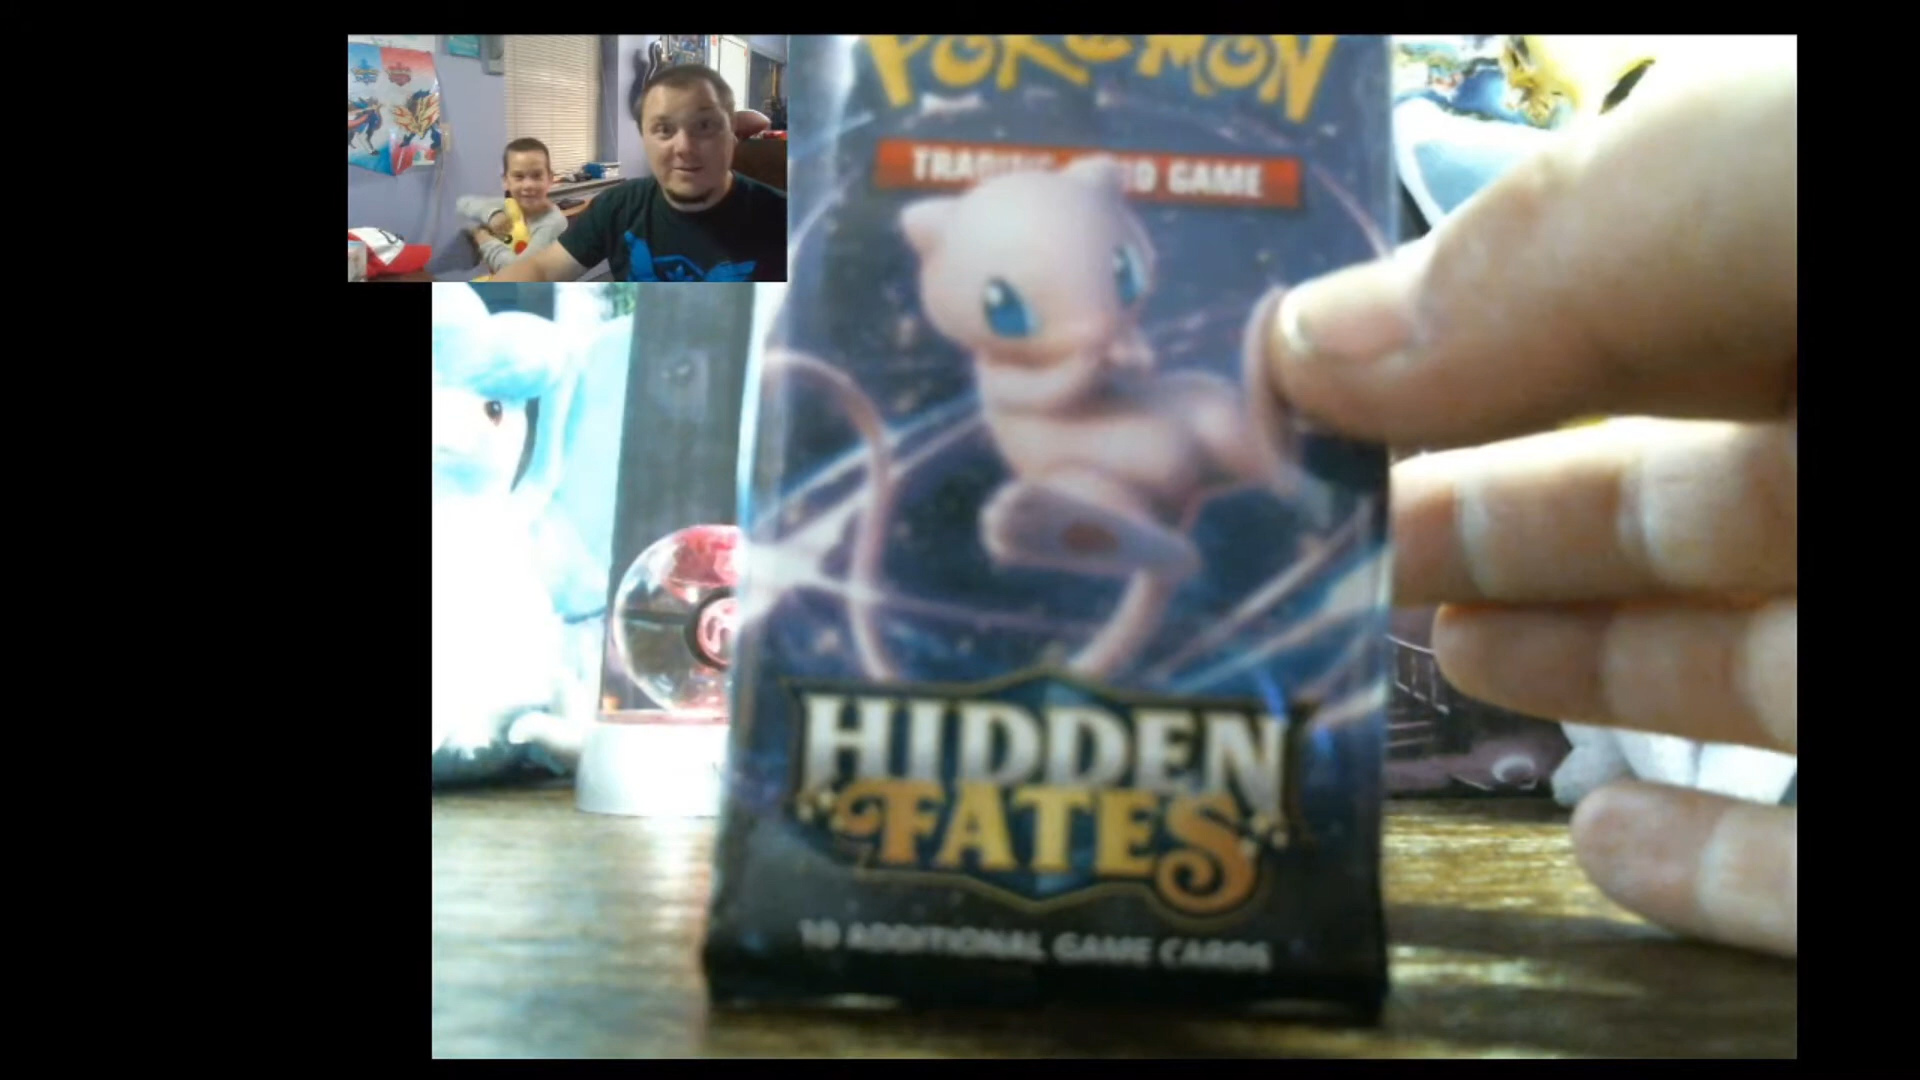 POKÉMON
TRADING CARD GAME
HIDDEN
FATES
10 ADDITIONAL GAME CARDS